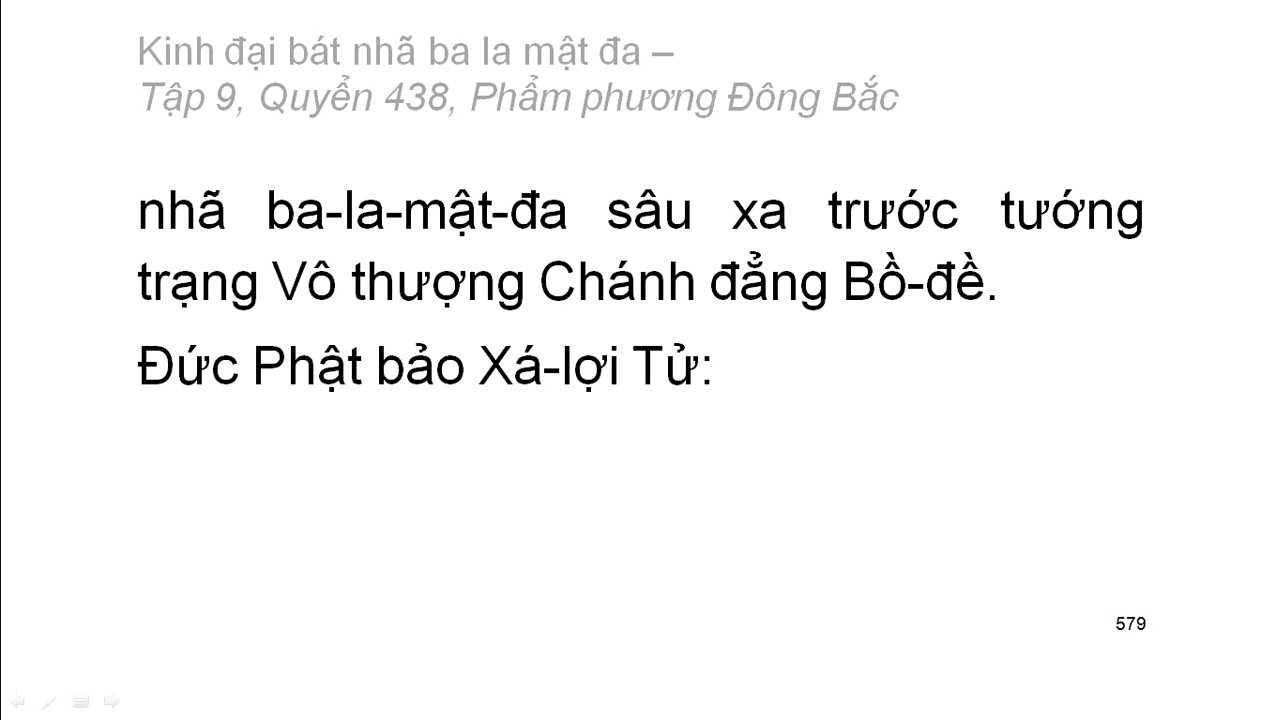 Kinh đại bát nhã ba la mật đa –
Tập 9, Quyển 438, Phẩm phương Đông Bắc
nhã ba-la-mật-đa sâu xa trước tướng
trạng Vô thượng Chánh đẳng Bồ-đề.
Đức Phật bảo Xá-lợi Tử:
579